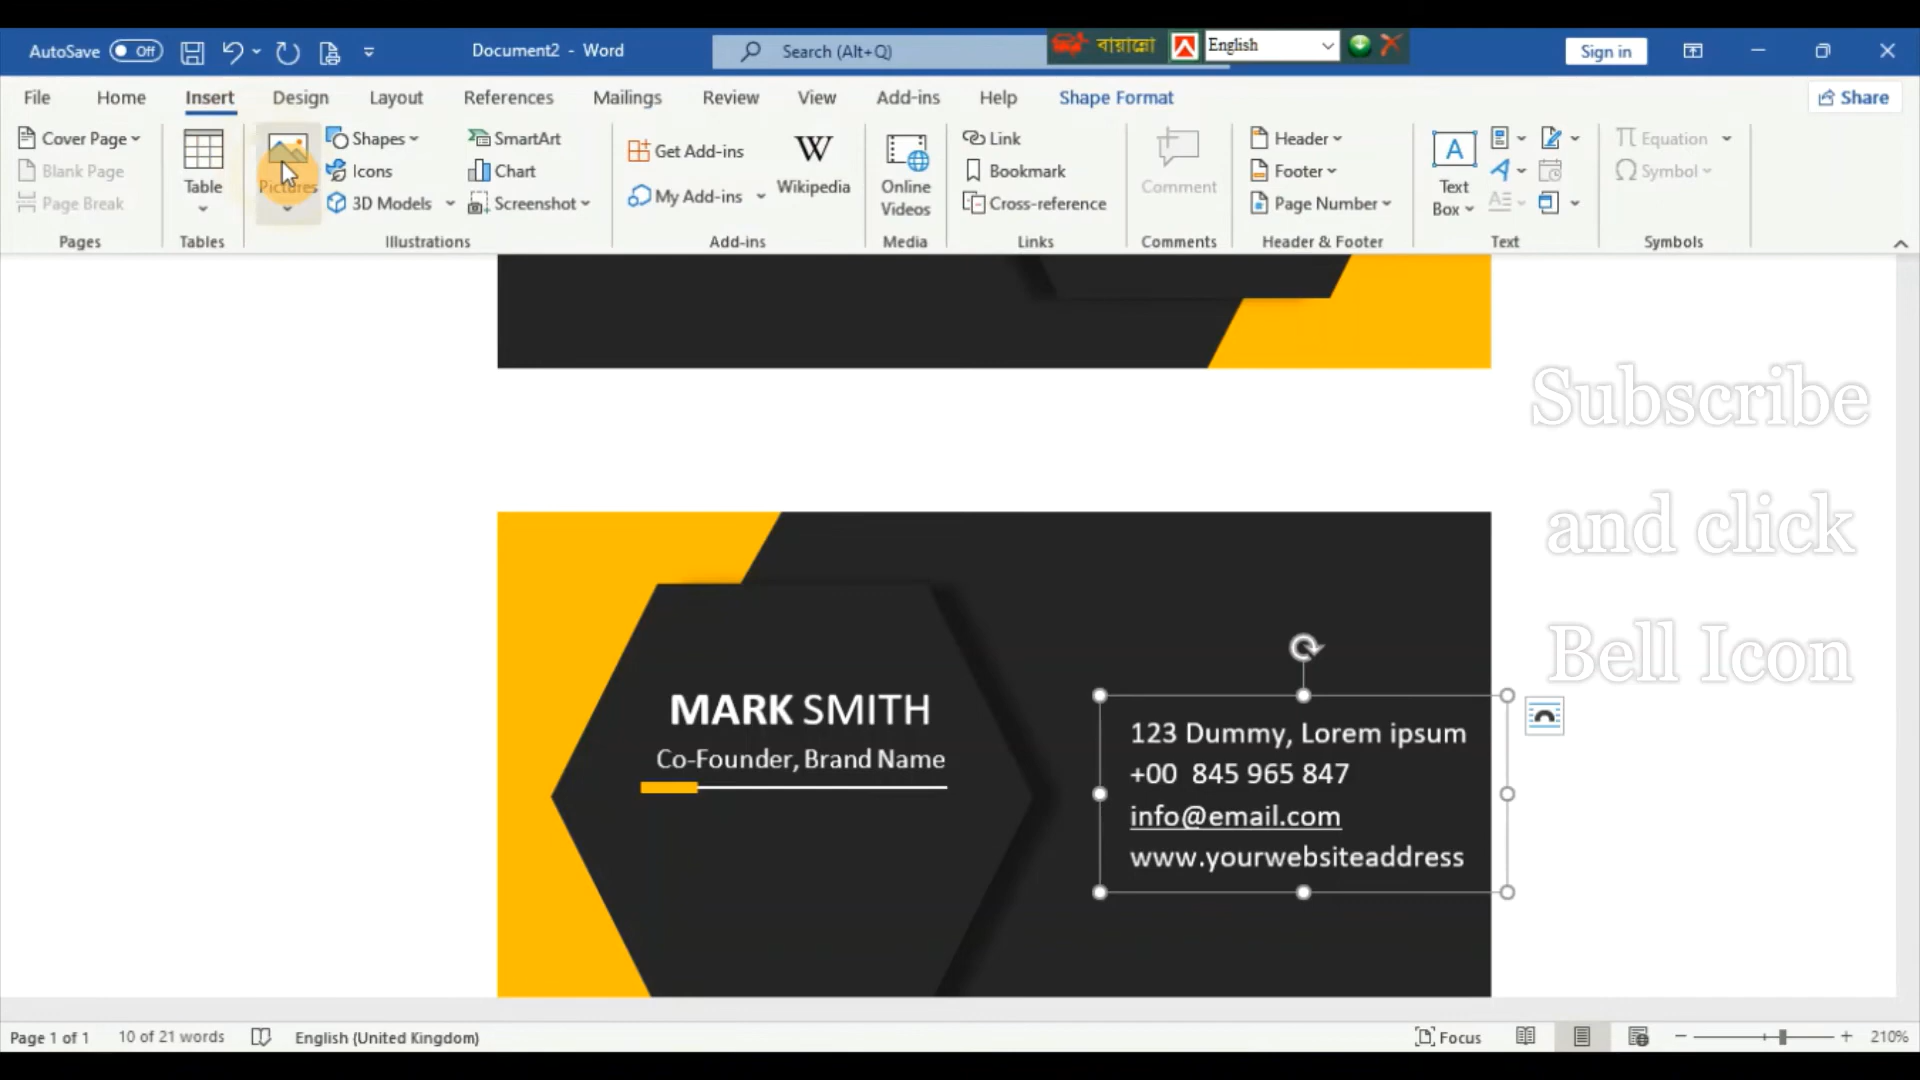 AutoSave Off Document2 - Word Search (Alt+Q) বায়ান্নো English Sign in
File Home Insert Design Layout References Mailings Review View Add-ins Help Shape Format Share
Cover Page
Blank Page
Page Break
Pages
Table
Tables
Pictures
Shapes
Icons
3D Models
SmartArt
Chart
Screenshot
Illustrations
Get Add-ins
My Add-ins
W
Wikipedia
Add-ins
Online
Videos
Media
Link
Bookmark
Cross-reference
Links
Comment
Comments
Header
Footer
Page Number
Header & Footer
A
Text
Box
Text
Equation
Symbol
Symbols
Subscribe
and click
Bell Icon
MARK SMITH
Co-Founder, Brand Name
123 Dummy, Lorem ipsum
+00 845 965 847
info@email.com
www.yourwebsiteaddress
Page 1 of 1 10 of 21 words English (United Kingdom) Focus 210%